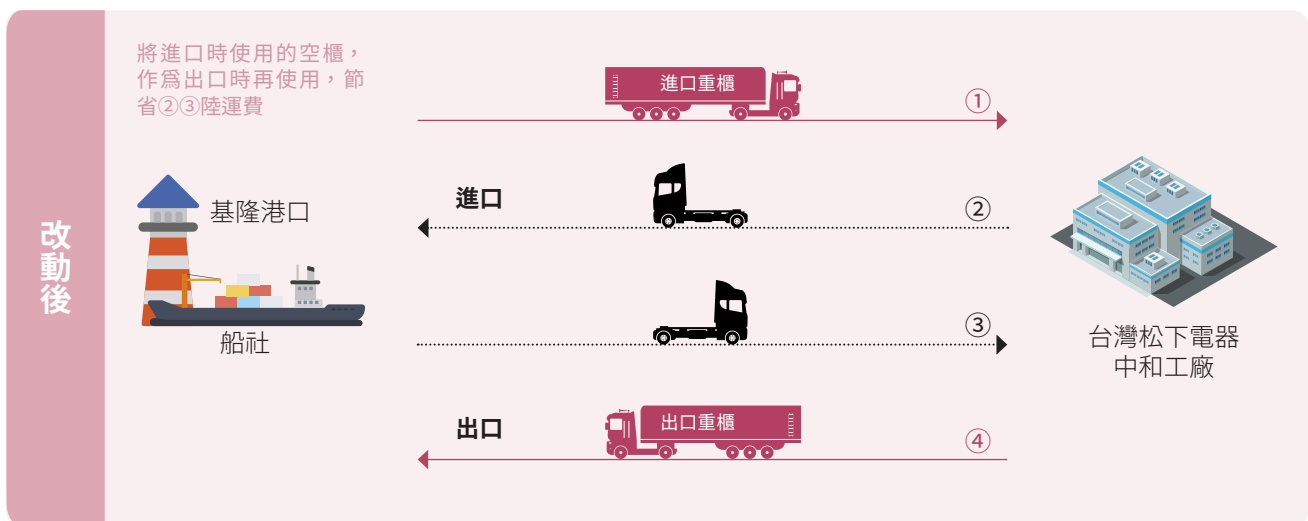 改動後
將進口時使用的空櫃，
作爲出口時再使用，節
省②③陸運費
進口重櫃
①
基隆港口
船社
進口
②
③
台灣松下電器
中和工廠
出口
出口重櫃
④